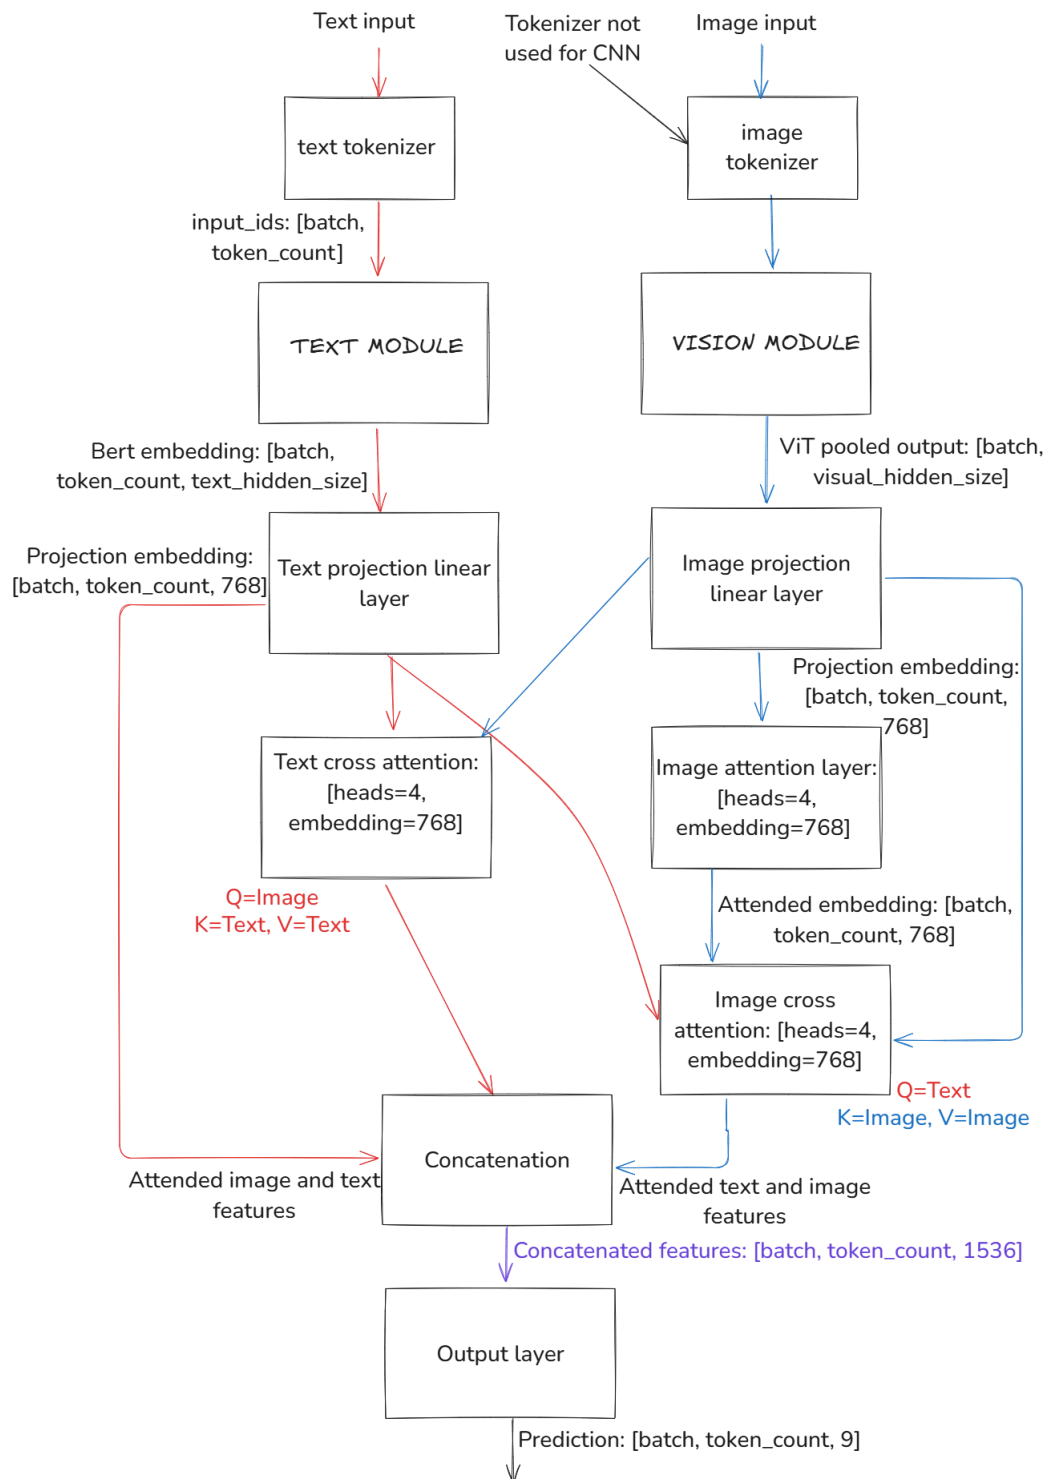 Text input
Tokenizer not
used for CNN
Image input
text tokenizer
image
tokenizer
input_ids: [batch,
token_count]
TEXT MODULE
VISION MODULE
Bert embedding: [batch,
token_count, text_hidden_size]
ViT pooled output: [batch,
visual_hidden_size]
Projection embedding:
[batch, token_count, 768]
Text projection linear
layer
Image projection
linear layer
Projection embedding:
[batch, token_count,
768]
Text cross attention:
[heads=4,
embedding=768]
Image attention layer:
[heads=4,
embedding=768]
Q=Image
K=Text, V=Text
Attended embedding: [batch,
token_count, 768]
Image cross
attention: [heads=4,
embedding=768]
Q=Text
K=Image, V=Image
Concatenation
Attended image and text
features
Attended text and image
features
Concatenated features: [batch, token_count, 1536]
Output layer
Prediction: [batch, token_count, 9]